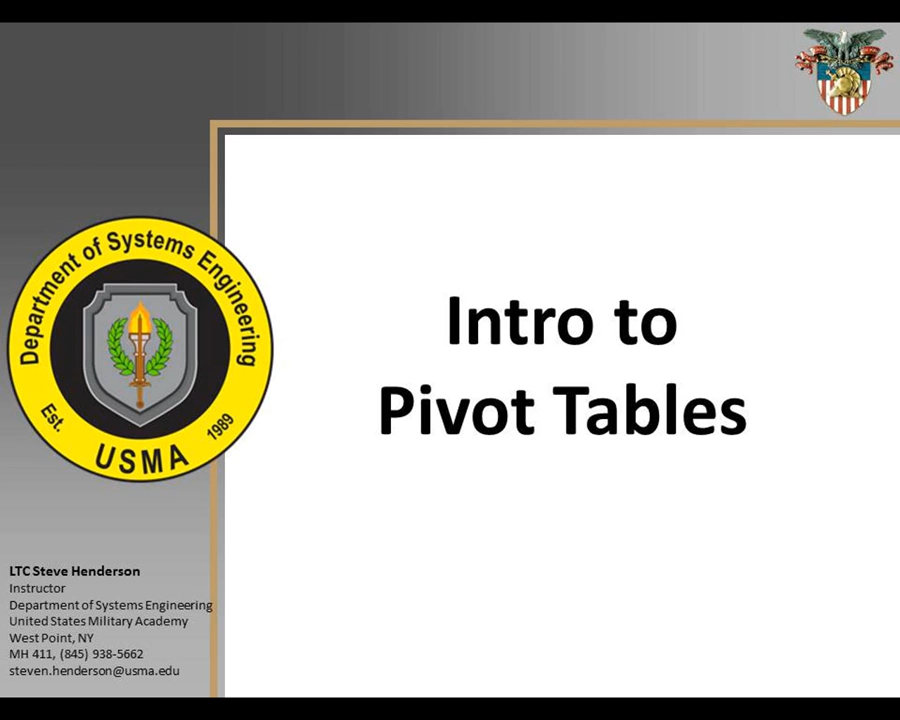 Department of Systems Engineering
Est. 1989
USMA
Intro to
Pivot Tables
LTC Steve Henderson
Instructor
Department of Systems Engineering
United States Military Academy
West Point, NY
MH 411, (845) 938-5662
steven.henderson@usma.edu